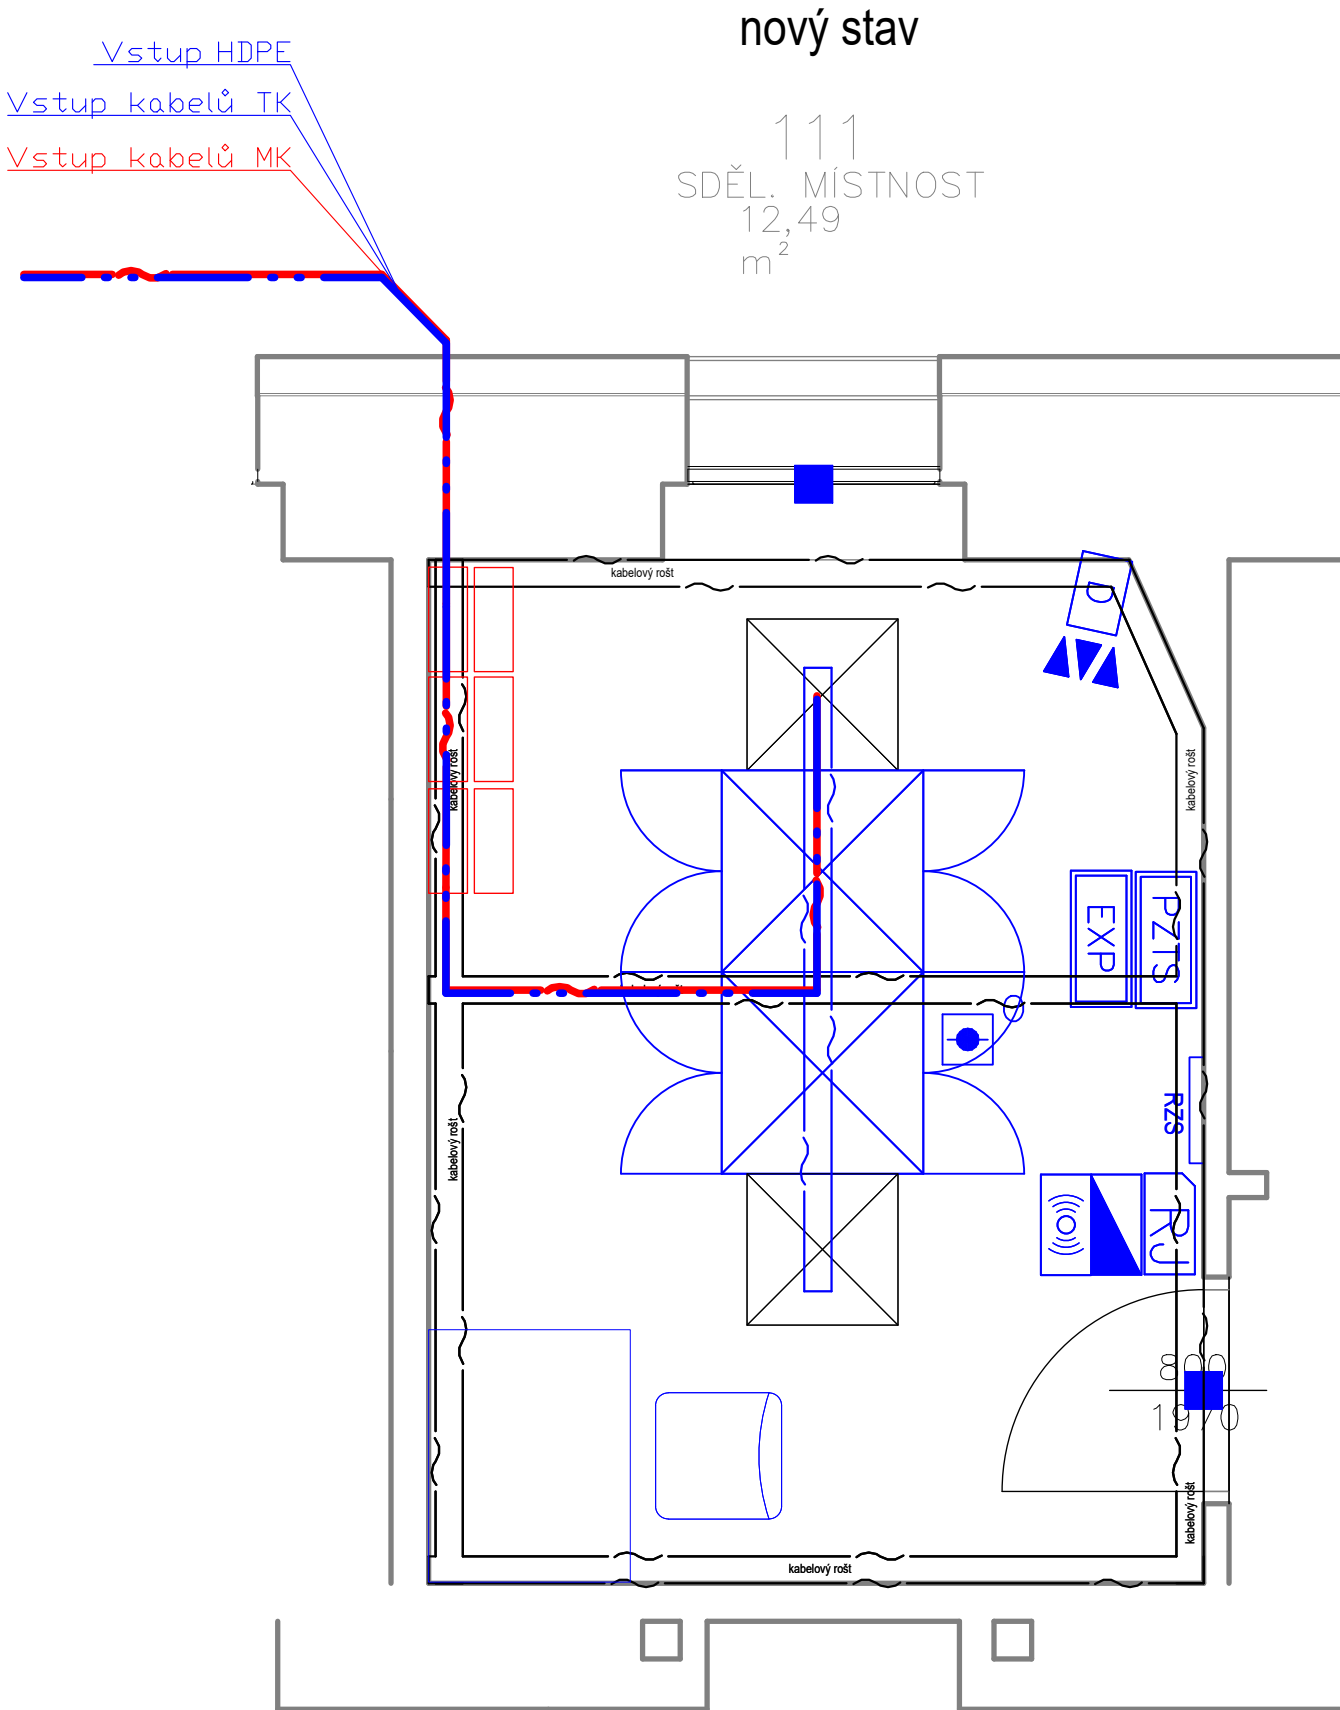 nový stav
Vstup HDPE
Vstup kabelů TK
Vstup kabelů MK
111
SDĚL. MÍSTNOST
12,49
m²
kabelový rošt
D
kabelový rošt
kabelový rošt
EXP
PZTS
RZS
kabelový rošt
RJ
800
1970
kabelový rošt
kabelový rošt